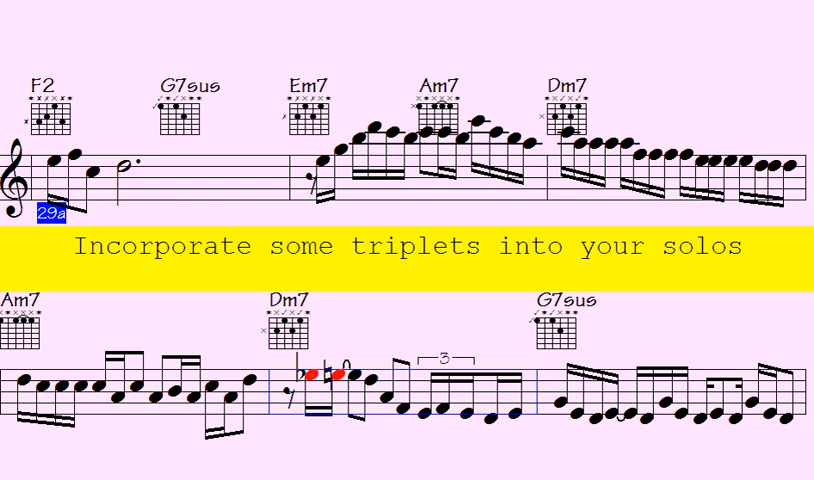 F2 G7sus Em7 Am7 Dm7
29a
Incorporate some triplets into your solos
Am7 Dm7 G7sus
3